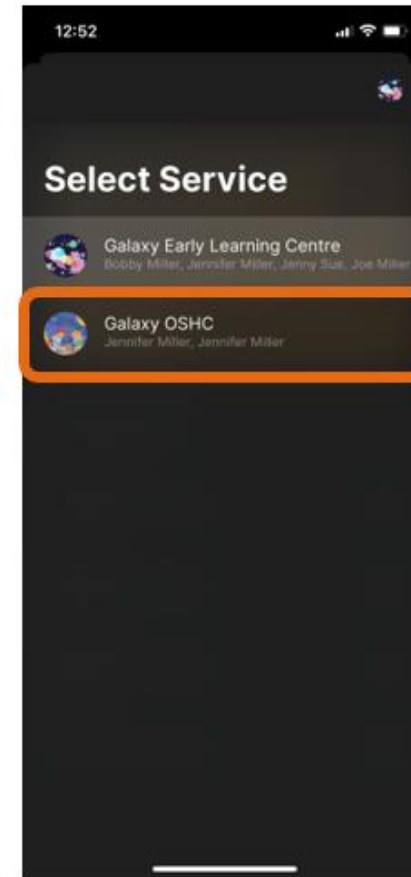 12:52
Select Service
Galaxy Early Learning Centre
Bobby Miller, Jennifer Miller, Jenny Sue, Joe Miller
Galaxy OSHC
Jennifer Miller, Jennifer Miller